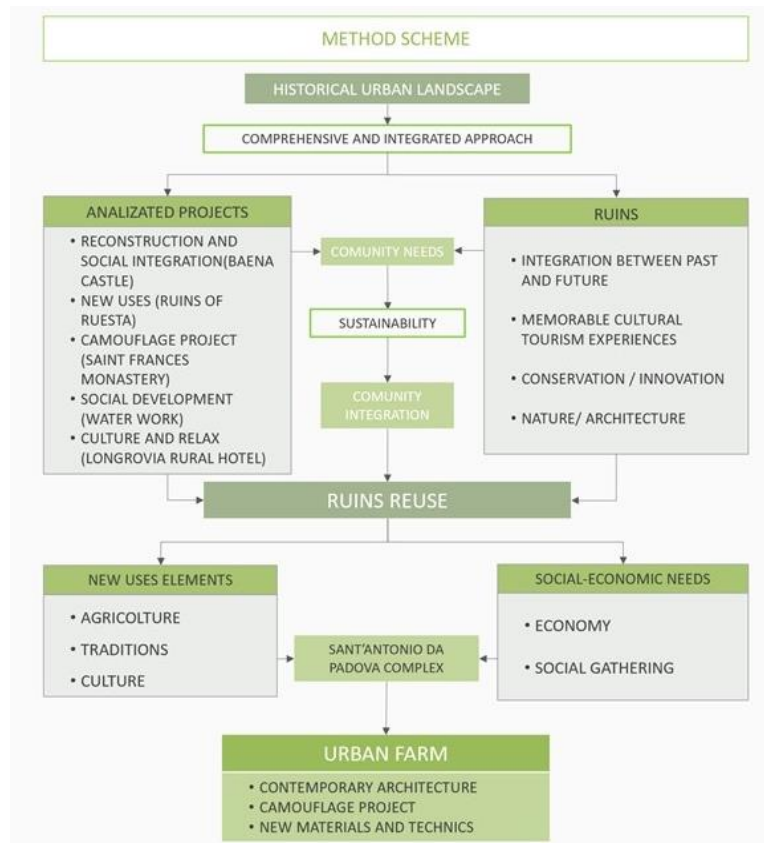 METHOD SCHEME
HISTORICAL URBAN LANDSCAPE
COMPREHENSIVE AND INTEGRATED APPROACH
ANALIZATED PROJECTS
• RECONSTRUCTION AND
SOCIAL INTEGRATION(BAENA
CASTLE)
• NEW USES (RUINS OF
RUESTA)
• CAMOUFLAGE PROJECT
(SAINT FRANCES
MONASTERY)
• SOCIAL DEVELOPMENT
(WATER WORK)
• CULTURE AND RELAX
(LONGROVIA RURAL HOTEL)
COMUNITY NEEDS
SUSTAINABILITY
COMUNITY
INTEGRATION
RUINS
• INTEGRATION BETWEEN PAST
AND FUTURE
• MEMORABLE CULTURAL
TOURISM EXPERIENCES
• CONSERVATION / INNOVATION
• NATURE/ ARCHITECTURE
RUINS REUSE
NEW USES ELEMENTS
• AGRICOLTURE
• TRADITIONS
• CULTURE
SANT'ANTONIO DA
PADOVA COMPLEX
SOCIAL-ECONOMIC NEEDS
• ECONOMY
• SOCIAL GATHERING
URBAN FARM
• CONTEMPORARY ARCHITECTURE
• CAMOUFLAGE PROJECT
• NEW MATERIALS AND TECHNICS